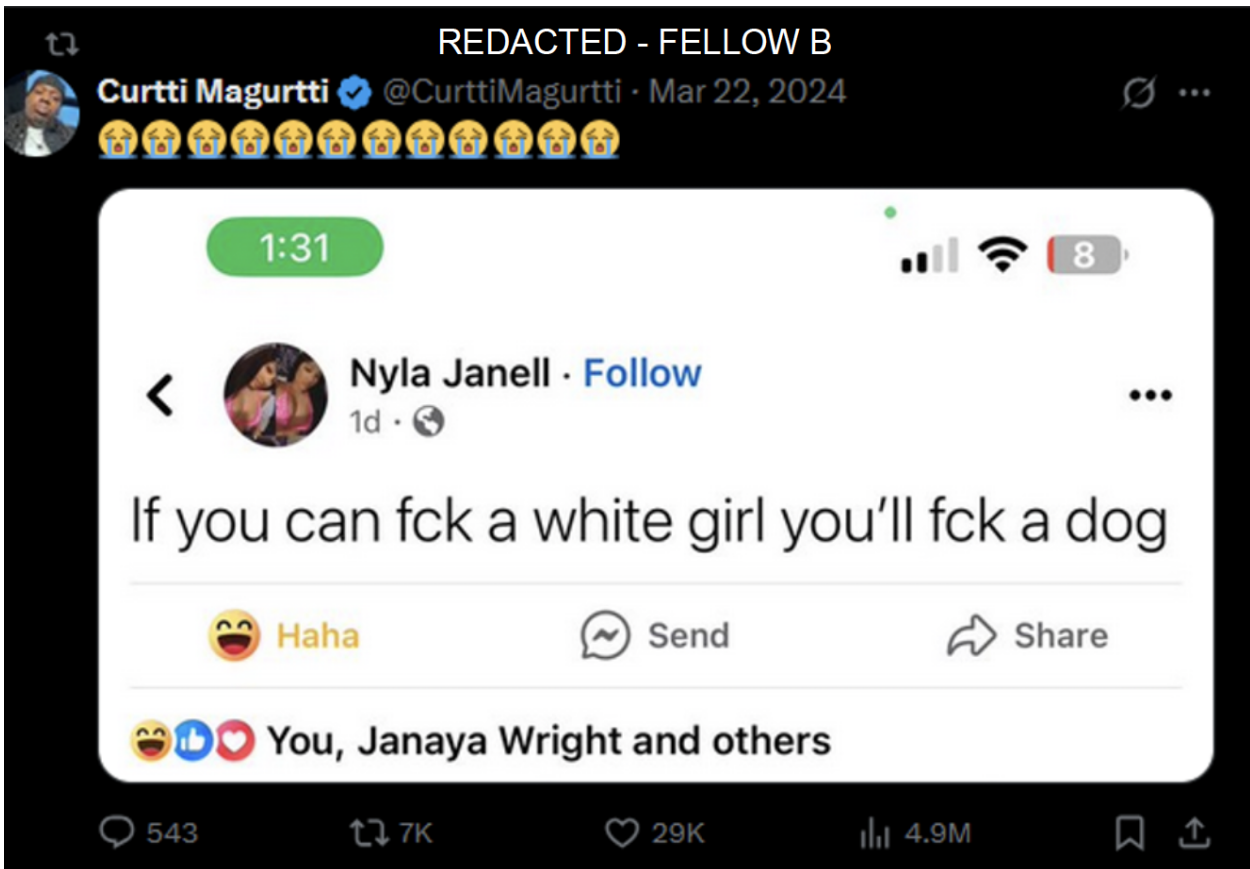 REDACTED - FELLOW B
Curtti Magurtti @CurttiMagurtti · Mar 22, 2024
😭😭😭😭😭😭😭😭😭😭😭😭
1:31 8
Nyla Janell · Follow
1d ·
If you can fck a white girl you’ll fck a dog
Haha Send Share
You, Janaya Wright and others
543 7K 29K 4.9M